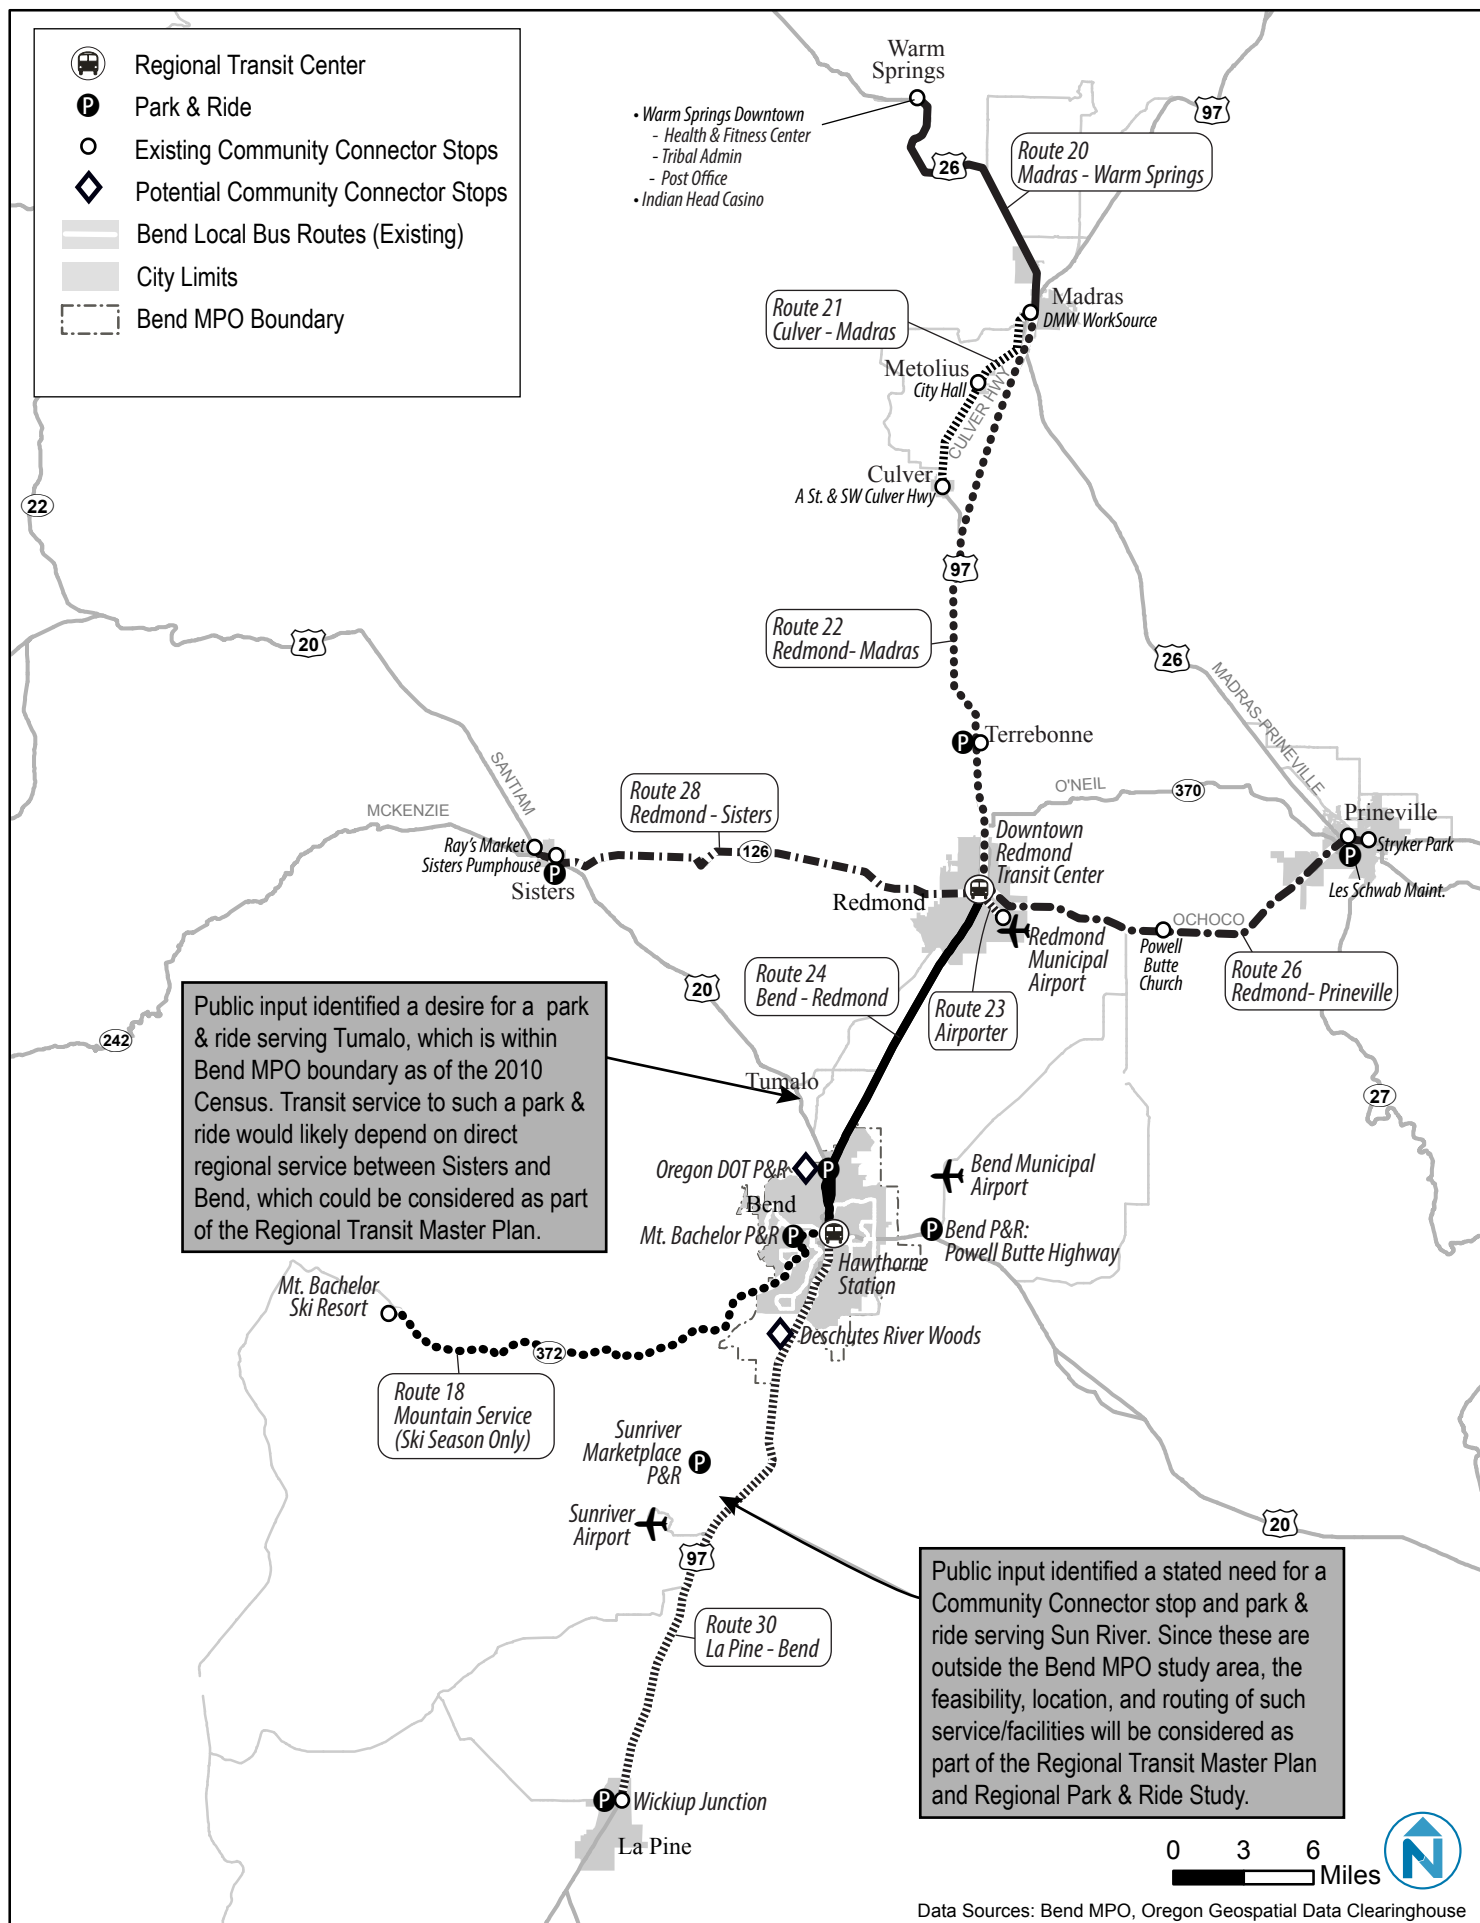 Regional Transit Center
P
Park & Ride
Existing Community Connector Stops
Potential Community Connector Stops
Bend Local Bus Routes (Existing)
City Limits
Bend MPO Boundary
Warm
Springs
• Warm Springs Downtown
- Health & Fitness Center
- Tribal Admin
- Post Office
• Indian Head Casino
97
26
Route 20
Madras - Warm Springs
Madras
DMW WorkSource
Route 21
Culver - Madras
Metolius
City Hall
CULVER HWY
Culver
A St. & SW Culver Hwy
22
97
20
Route 22
Redmond- Madras
26
MADRAS-PRINEVILLE
P
Terrebonne
SANTIAM
MCKENZIE
Route 28
Redmond - Sisters
126
O'NEIL
370
Prineville
Stryker Park
P
Les Schwab Maint.
Ray's Market
Sisters Pumphouse
P
Sisters
Downtown
Redmond
Transit Center
Redmond
Redmond
Municipal
Airport
OCHOCO
Powell
Butte
Church
Route 26
Redmond- Prineville
Route 24
Bend - Redmond
Route 23
Airporter
20
242
27
Public input identified a desire for a park
& ride serving Tumalo, which is within
Bend MPO boundary as of the 2010
Census. Transit service to such a park &
ride would likely depend on direct
regional service between Sisters and
Bend, which could be considered as part
of the Regional Transit Master Plan.
Tumalo
Oregon DOT P&R
P
Bend
Mt. Bachelor P&R
P
Hawthorne
Station
Bend Municipal
Airport
P
Bend P&R:
Powell Butte Highway
Mt. Bachelor
Ski Resort
372
Deschutes River Woods
Route 18
Mountain Service
(Ski Season Only)
Sunriver
Marketplace
P&R
P
Sunriver
Airport
97
20
Route 30
La Pine - Bend
Public input identified a stated need for a
Community Connector stop and park &
ride serving Sun River. Since these are
outside the Bend MPO study area, the
feasibility, location, and routing of such
service/facilities will be considered as
part of the Regional Transit Master Plan
and Regional Park & Ride Study.
P
Wickiup Junction
La Pine
0 3 6
Miles
N
Data Sources: Bend MPO, Oregon Geospatial Data Clearinghouse